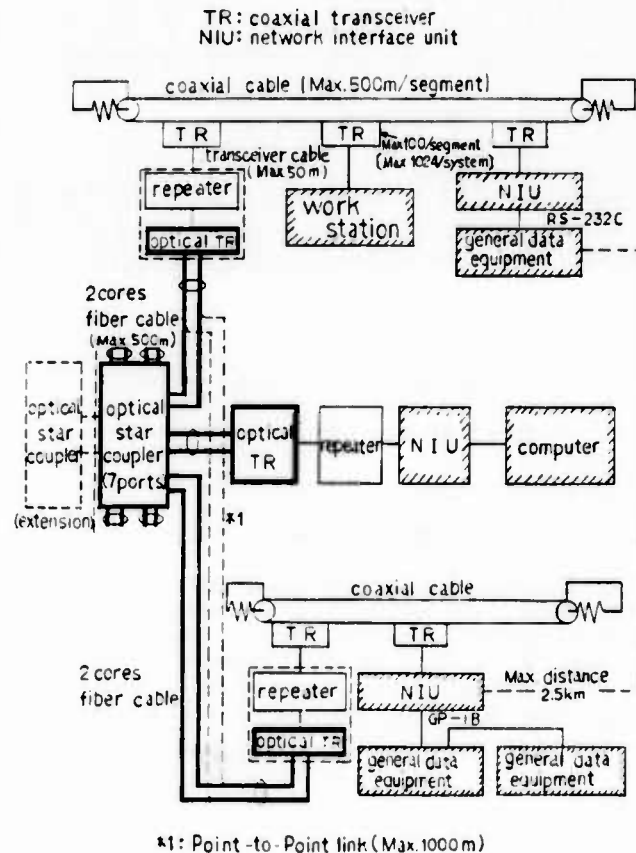 TR: coaxial transceiver
NIU: network interface unit
coaxial cable (Max. 500m/segment)
TR
TR
TR
Max 100/segment
(Max 1024/system)
transceiver cable
(Max 50m)
repeater
optical TR
work
station
NIU
RS-232C
general data
equipment
2 cores
fiber cable
(Max. 500m)
optical
star
coupler
(extension)
optical
star
coupler
(7 ports)
optical
TR
repeater
NIU
computer
*1
coaxial cable
TR
TR
2 cores
fiber cable
repeater
optical TR
NIU
GP-IB
Max distance
2.5km
general data
equipment
general data
equipment
*1: Point-to-Point link (Max. 1000m)